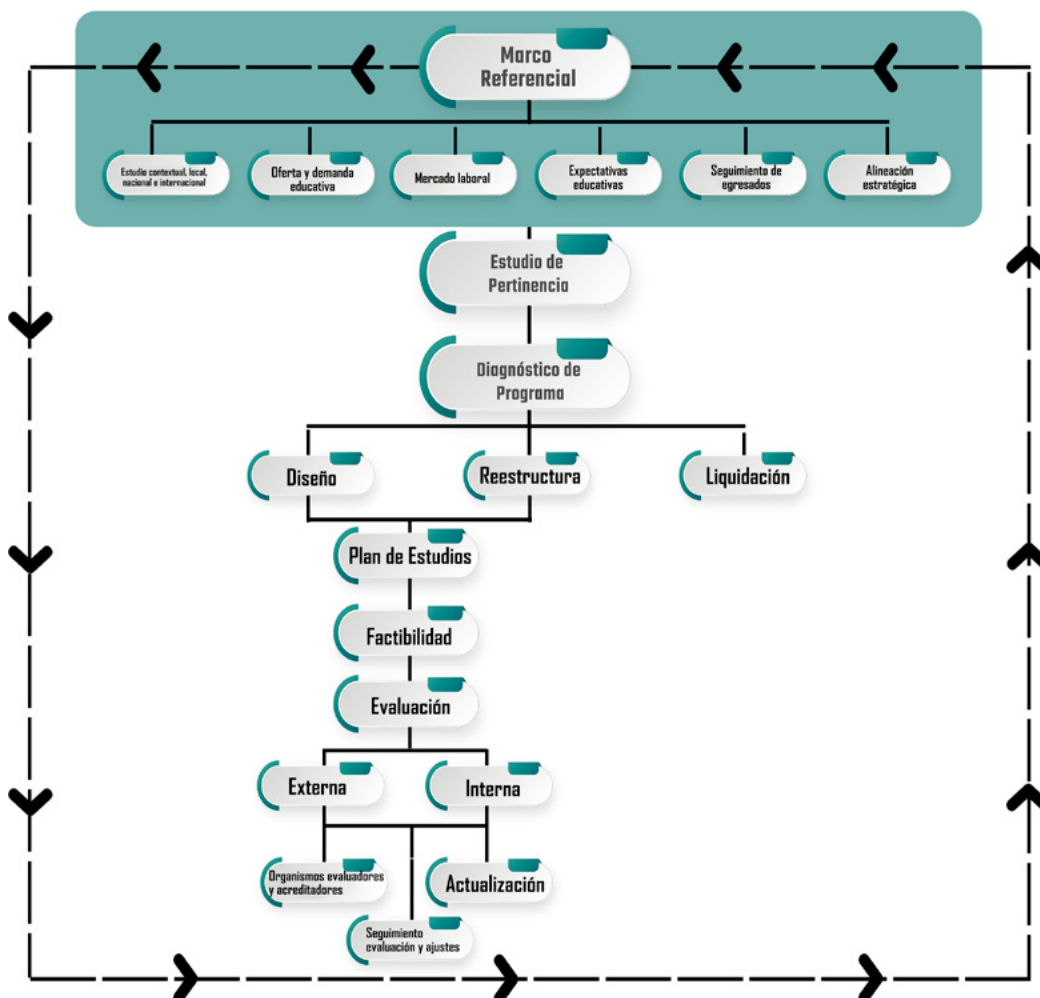 Marco
Referencial
Estudio contextual, local,
nacional e internacional
Oferta y demanda
educativa
Mercado laboral
Expectativas
educativas
Seguimiento de
egresados
Alineación
estratégica
Estudio de
Pertinencia
Diagnóstico de
Programa
Diseño
Reestructura
Liquidación
Plan de Estudios
Factibilidad
Evaluación
Externa
Interna
Organismos evaluadores
y acreditadores
Actualización
Seguimiento
evaluación y ajustes